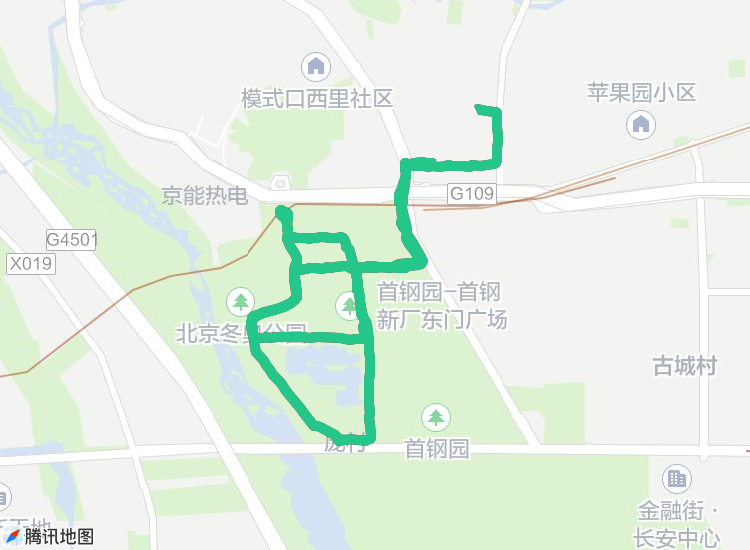 模式口西里社区
苹果园小区
京能热电
G109
G4501
X019
首钢园-首钢
新厂东门广场
北京冬奥公园
古城村
庞村
首钢园
金融街·
长安中心
腾讯地图